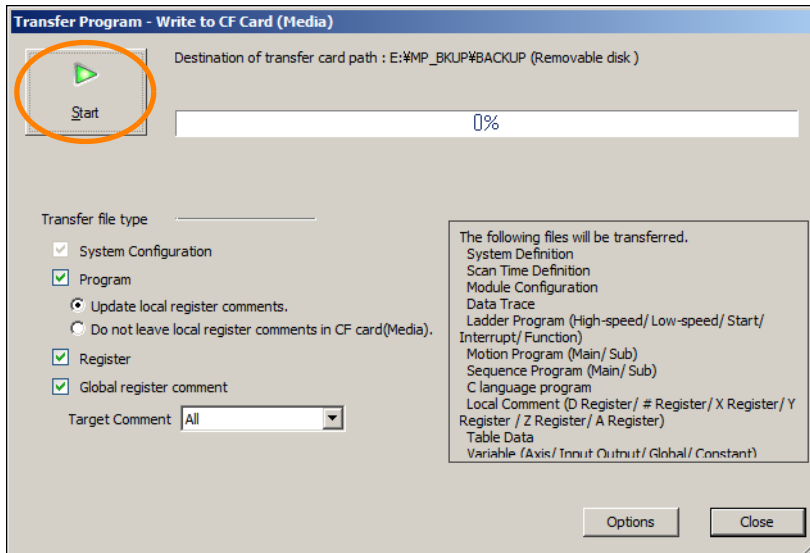 Transfer Program - Write to CF Card (Media)
Destination of transfer card path : E:¥MP_BKUP¥BACKUP (Removable disk )
Start
0%
Transfer file type
System Configuration
Program
Update local register comments.
Do not leave local register comments in CF card(Media).
Register
Global register comment
Target Comment All
The following files will be transferred.
System Definition
Scan Time Definition
Module Configuration
Data Trace
Ladder Program (High-speed/ Low-speed/ Start/
Interrupt/ Function)
Motion Program (Main/ Sub)
Sequence Program (Main/ Sub)
C language program
Local Comment (D Register/ # Register/ X Register/ Y
Register / Z Register/ A Register)
Table Data
Variable (Axis/ Input Output/ Global/ Constant)
Options
Close